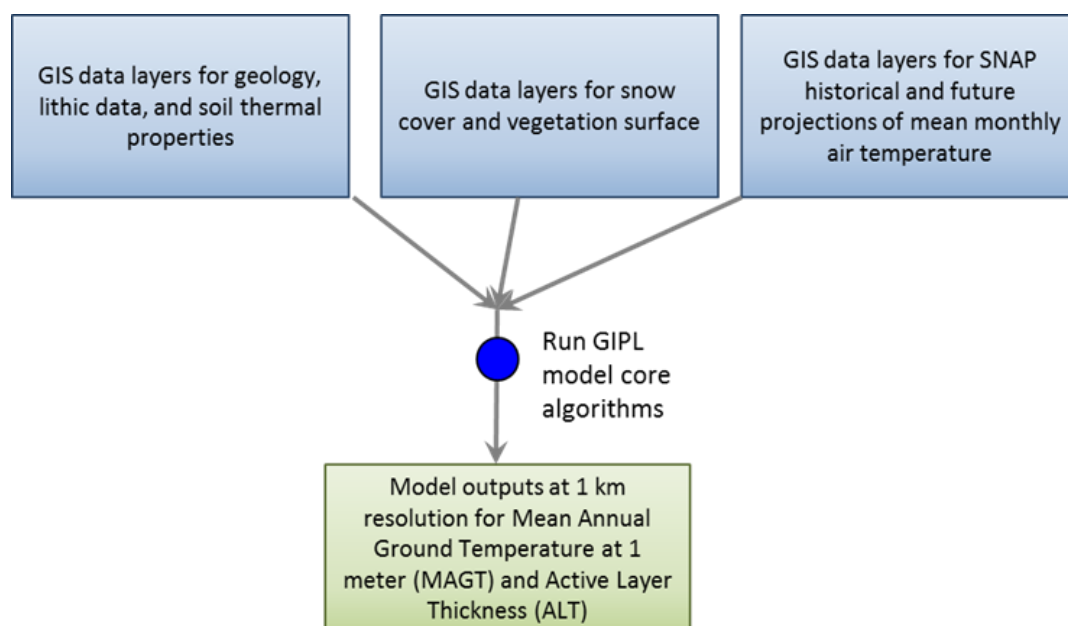 GIS data layers for geology,
lithic data, and soil thermal
properties
GIS data layers for snow
cover and vegetation surface
GIS data layers for SNAP
historical and future
projections of mean monthly
air temperature
Run GIPL
model core
algorithms
Model outputs at 1 km
resolution for Mean Annual
Ground Temperature at 1
meter (MAGT) and Active Layer
Thickness (ALT)